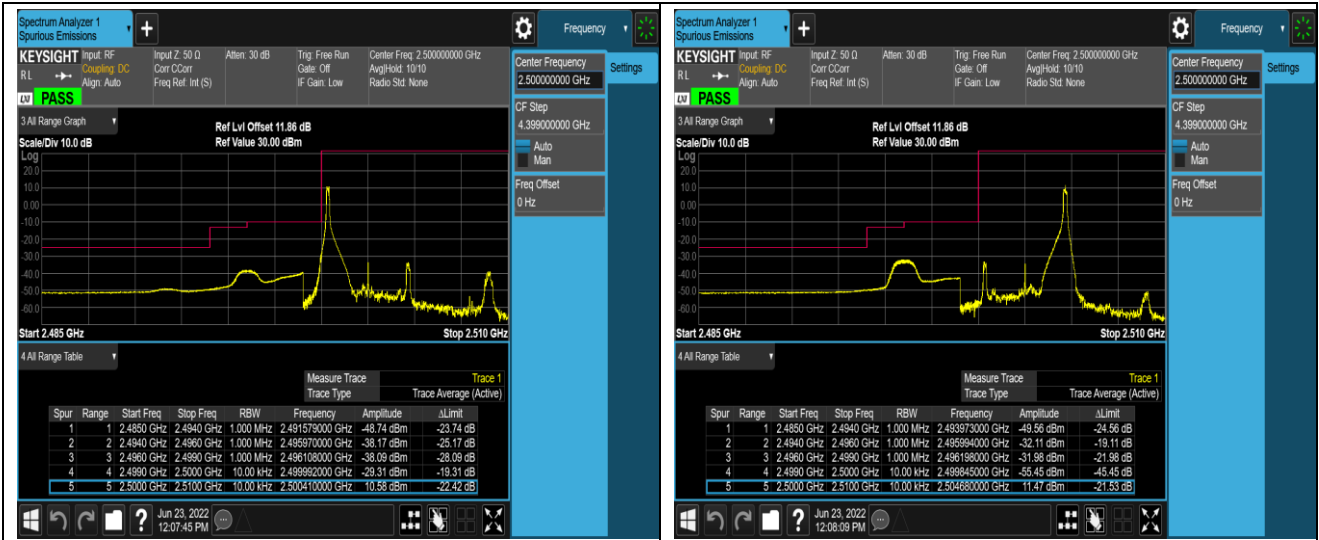 Spectrum Analyzer 1
Spurious Emissions
+
Frequency
KEYSIGHT
RL
Input: RF
Coupling: DC
Align: Auto
Input Z: 50 Ω
Corr CCorr
Freq Ref: Int (S)
Atten: 30 dB
Trig: Free Run
Gate: Off
IF Gain: Low
Center Freq: 2.500000000 GHz
Avg|Hold: 10/10
Radio Std: None
PASS
Center Frequency
2.500000000 GHz
Settings
CF Step
4.399000000 GHz
Auto
Man
Freq Offset
0 Hz
3 All Range Graph
Ref Lvl Offset 11.86 dB
Scale/Div 10.0 dB
Ref Value 30.00 dBm
Log
20.0
10.0
0.00
-10.0
-20.0
-30.0
-40.0
-50.0
-60.0
Start 2.485 GHz
Stop 2.510 GHz
4 All Range Table
Measure Trace Trace 1
Trace Type Trace Average (Active)
Spur Range Start Freq Stop Freq RBW Frequency Amplitude ΔLimit
1 1 2.4850 GHz 2.4940 GHz 1.000 MHz 2.491579000 GHz -48.74 dBm -23.74 dB
2 2 2.4940 GHz 2.4960 GHz 1.000 MHz 2.495970000 GHz -38.17 dBm -25.17 dB
3 3 2.4960 GHz 2.4990 GHz 1.000 MHz 2.496108000 GHz -38.09 dBm -28.09 dB
4 4 2.4990 GHz 2.5000 GHz 10.00 kHz 2.499992000 GHz -29.31 dBm -19.31 dB
5 5 2.5000 GHz 2.5100 GHz 10.00 kHz 2.500410000 GHz 10.58 dBm -22.42 dB
?
Jun 23, 2022
12:07:45 PM
Spectrum Analyzer 1
Spurious Emissions
+
Frequency
KEYSIGHT
RL
Input: RF
Coupling: DC
Align: Auto
Input Z: 50 Ω
Corr CCorr
Freq Ref: Int (S)
Atten: 30 dB
Trig: Free Run
Gate: Off
IF Gain: Low
Center Freq: 2.500000000 GHz
Avg|Hold: 10/10
Radio Std: None
PASS
Center Frequency
2.500000000 GHz
Settings
CF Step
4.399000000 GHz
Auto
Man
Freq Offset
0 Hz
3 All Range Graph
Ref Lvl Offset 11.86 dB
Scale/Div 10.0 dB
Ref Value 30.00 dBm
Log
20.0
10.0
0.00
-10.0
-20.0
-30.0
-40.0
-50.0
-60.0
Start 2.485 GHz
Stop 2.510 GHz
4 All Range Table
Measure Trace Trace 1
Trace Type Trace Average (Active)
Spur Range Start Freq Stop Freq RBW Frequency Amplitude ΔLimit
1 1 2.4850 GHz 2.4940 GHz 1.000 MHz 2.493973000 GHz -49.56 dBm -24.56 dB
2 2 2.4940 GHz 2.4960 GHz 1.000 MHz 2.495994000 GHz -32.11 dBm -19.11 dB
3 3 2.4960 GHz 2.4990 GHz 1.000 MHz 2.496198000 GHz -31.98 dBm -21.98 dB
4 4 2.4990 GHz 2.5000 GHz 10.00 kHz 2.499845000 GHz -55.45 dBm -45.45 dB
5 5 2.5000 GHz 2.5100 GHz 10.00 kHz 2.504680000 GHz 11.47 dBm -21.53 dB
?
Jun 23, 2022
12:08:09 PM